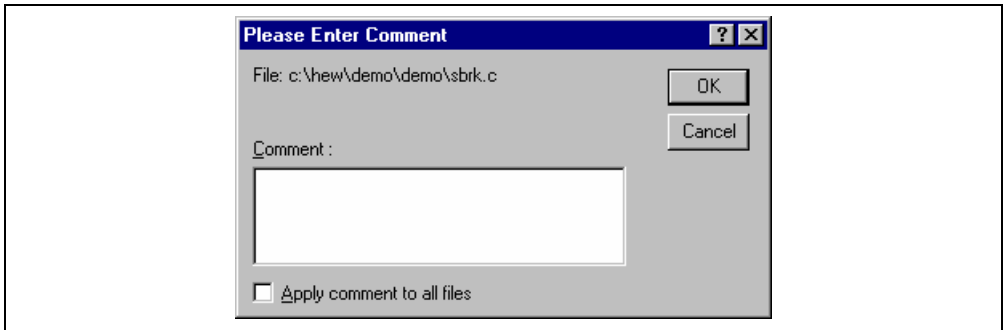 Please Enter Comment
File: c:\hew\demo\demo\sbrk.c
OK
Cancel
Comment :
Apply comment to all files